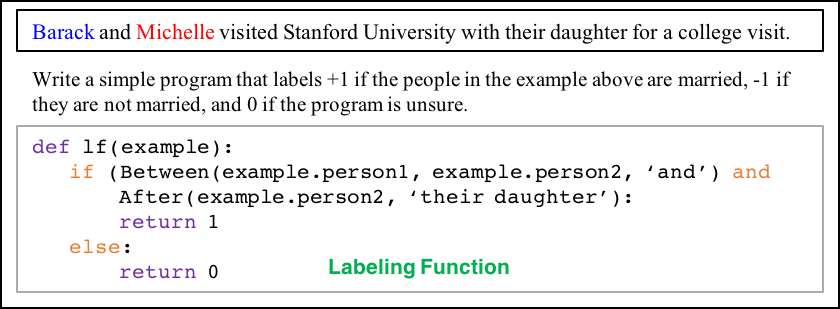 Barack and Michelle visited Stanford University with their daughter for a college visit.
Write a simple program that labels +1 if the people in the example above are married, -1 if
they are not married, and 0 if the program is unsure.
def lf(example):
if (Between(example.person1, example.person2, ‘and’) and
After(example.person2, ‘their daughter’):
return 1
else:
return 0
Labeling Function